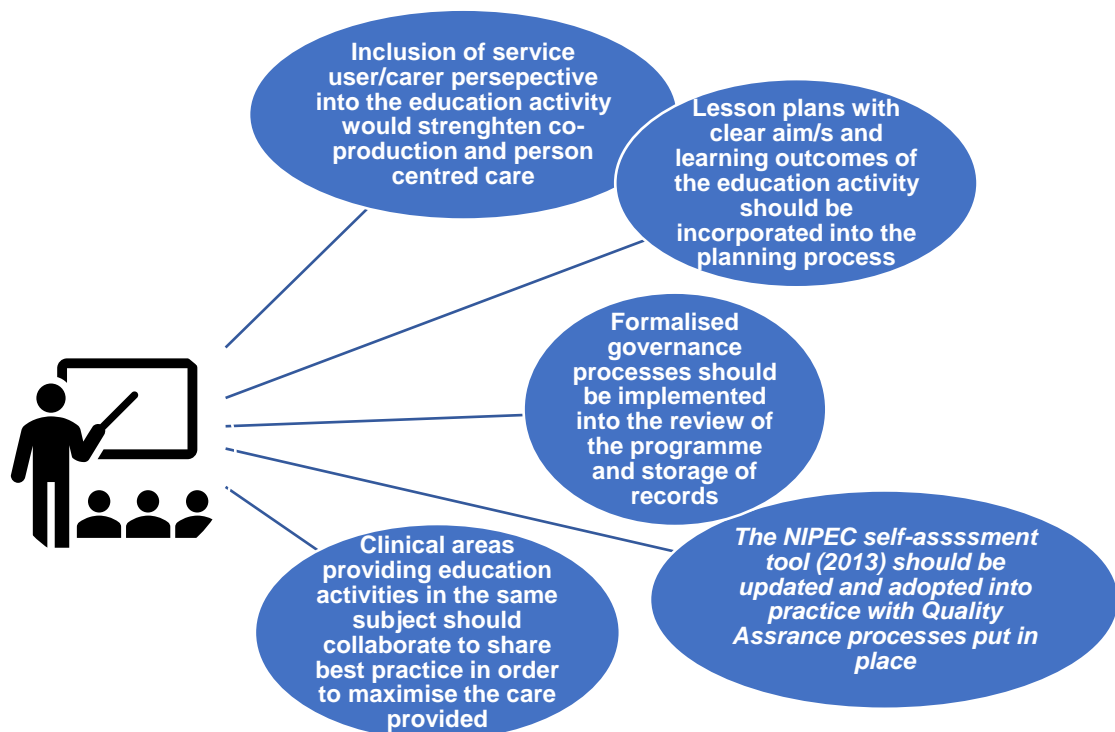 Inclusion of service
user/carer persepective
into the education activity
would strenghten co-
production and person
centred care
Lesson plans with
clear aim/s and
learning outcomes of
the education activity
should be
incorporated into the
planning process
Formalised
governance
processes should
be implemented
into the review of
the programme
and storage of
records
The NIPEC self-asssment
tool (2013) should be
updated and adopted into
practice with Quality
Assrance processes put in
place
Clinical areas
providing education
activities in the same
subject should
collaborate to share
best practice in order
to maximise the care
provided